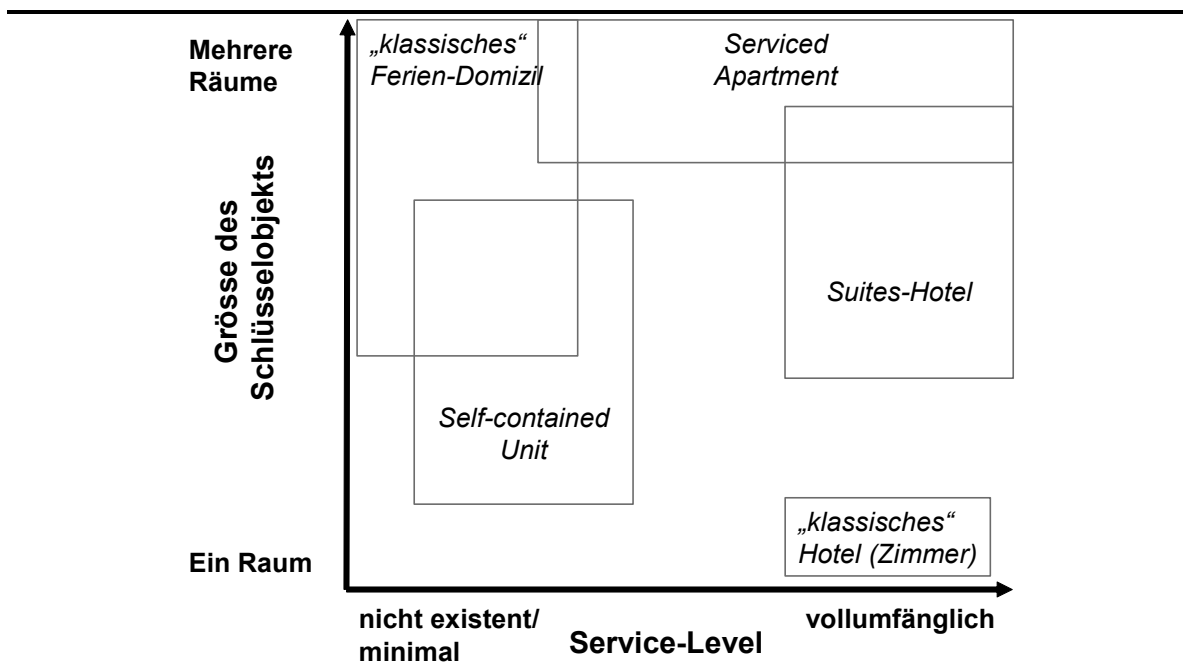 Mehrere
Räume
„klassisches“
Ferien-Domizil
Serviced
Apartment
Grösse des
Schlüsselobjekts
Suites-Hotel
Self-contained
Unit
„klassisches“
Hotel (Zimmer)
Ein Raum
nicht existent/
minimal
Service-Level
vollumfänglich